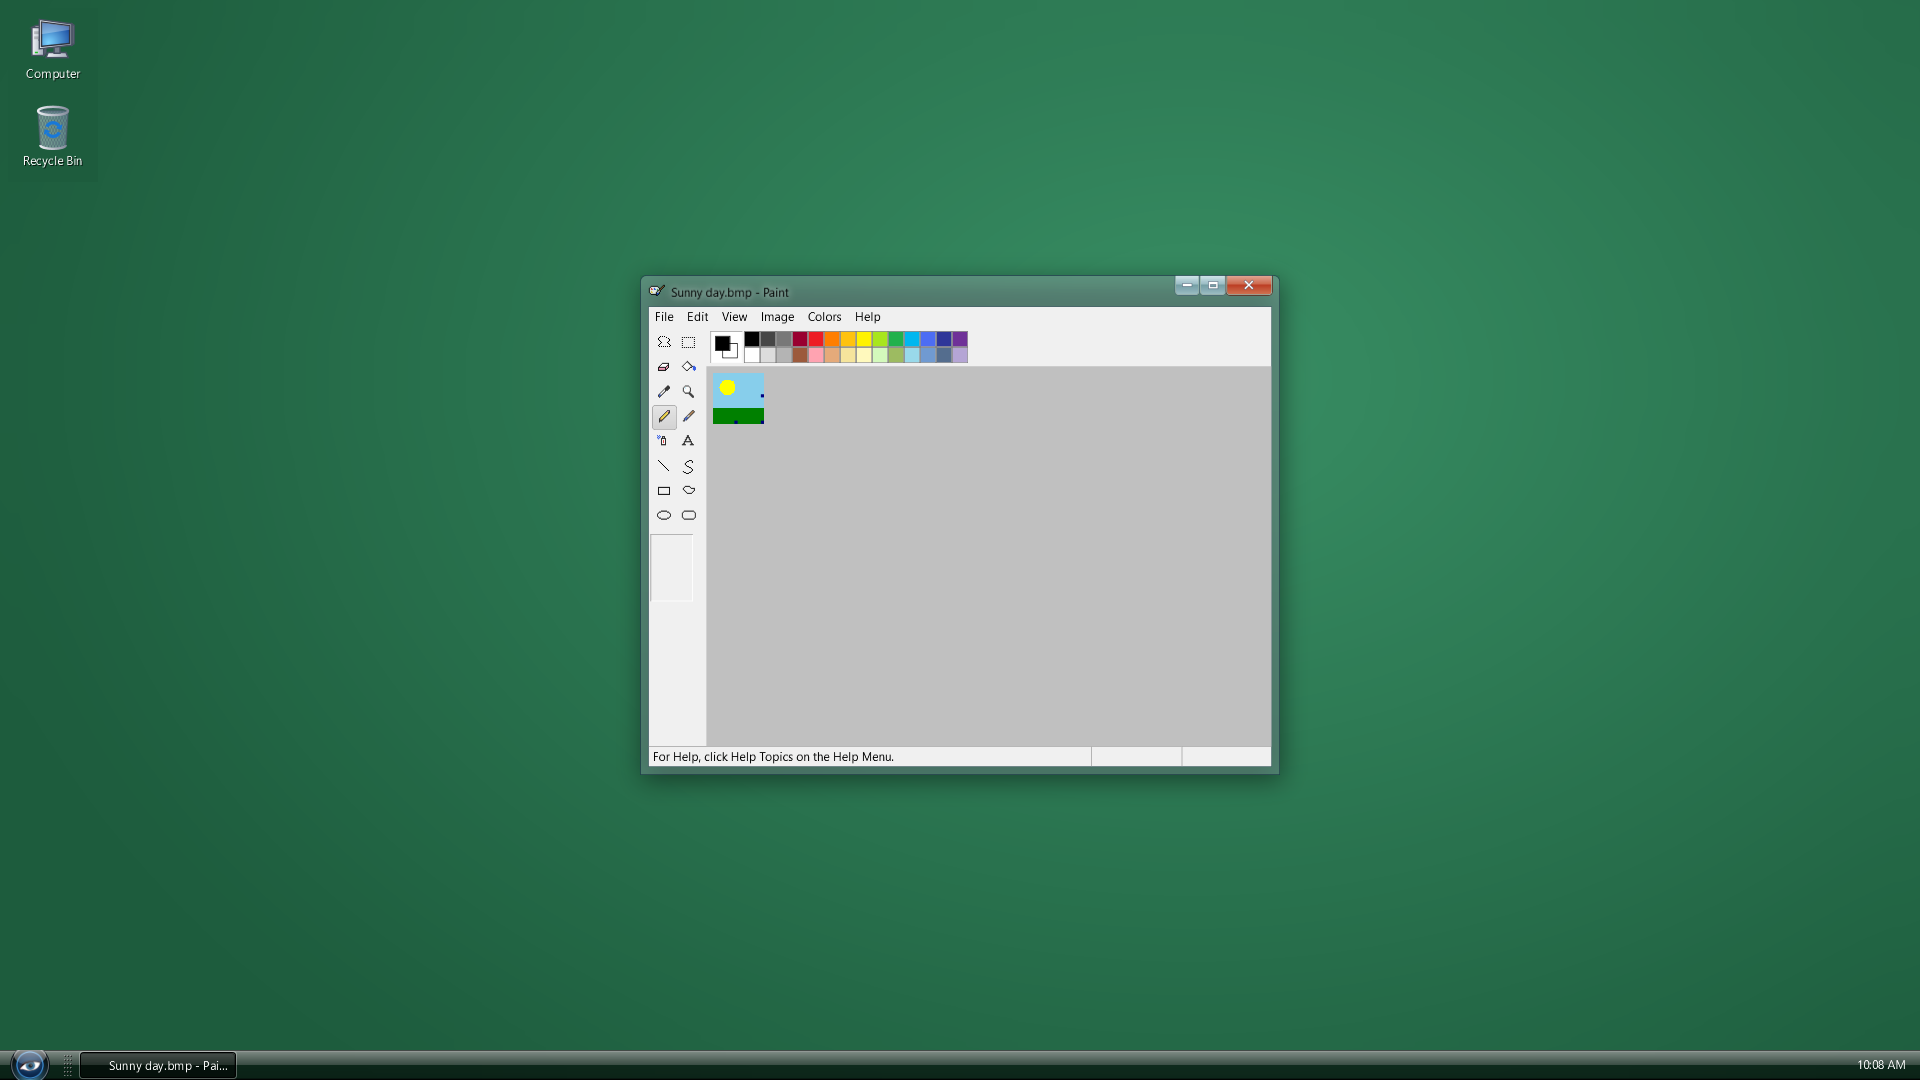 Computer
Recycle Bin
Sunny day.bmp - Paint
File Edit View Image Colors Help
For Help, click Help Topics on the Help Menu.
Sunny day.bmp - Pai...
10:08 AM